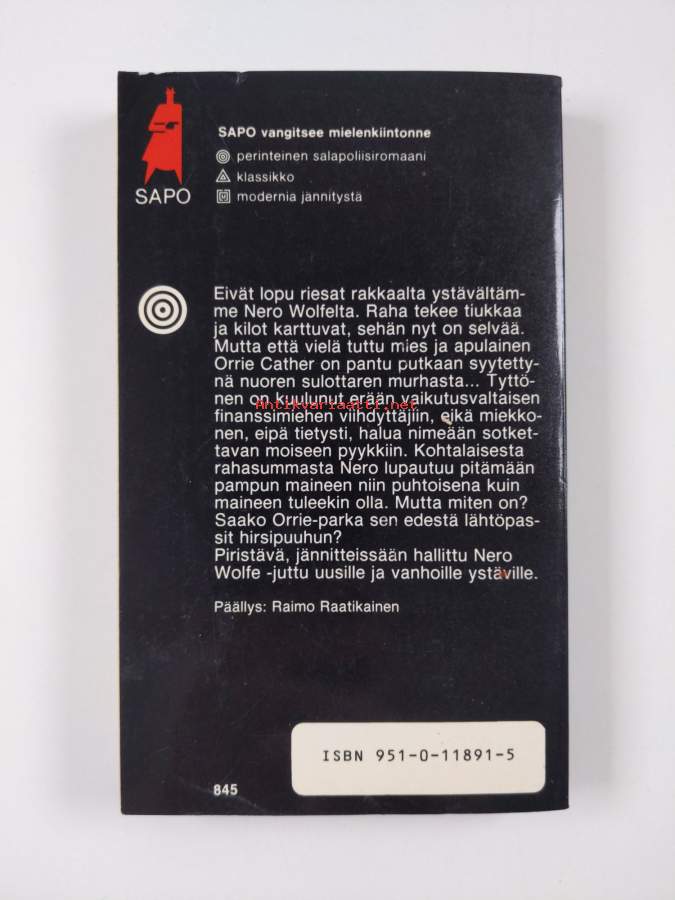 SAPO vangitsee mielenkiintonne
perinteinen salapoliisiromaani
klassikko
modernia jännitystä
SAPO
Eivät lopu riesat rakkaalta ystävältäm-
me Nero Wolfelta. Raha tekee tiukkaa
ja kilot karttuvat, sehän nyt on selvää.
Mutta että vielä tuttu mies ja apulainen
Orrie Cather on pantu putkaan syytetty-
nä nuoren sulottaren murhasta... Tyttö-
nen on kuulunut erään vaikutusvaltaisen
finanssimiehen viihdyttäjiin, eikä miekko-
nen, eipä tietysti, halua nimeään sotket-
tavan moiseen pyykkiin. Kohtalaisesta
rahasummasta Nero lupautuu pitämään
pampun maineen niin puhtoisena kuin
maineen tuleekin olla. Mutta miten on?
Saako Orrie-parka sen edestä lähtöpas-
sit hirsipuuhun?
Piristävä, jännitteissään hallittu Nero
Wolfe -juttu uusille ja vanhoille ystäville.
Päällys: Raimo Raatikainen
ISBN 951-0-11891-5
845
Antikvariaatti.net